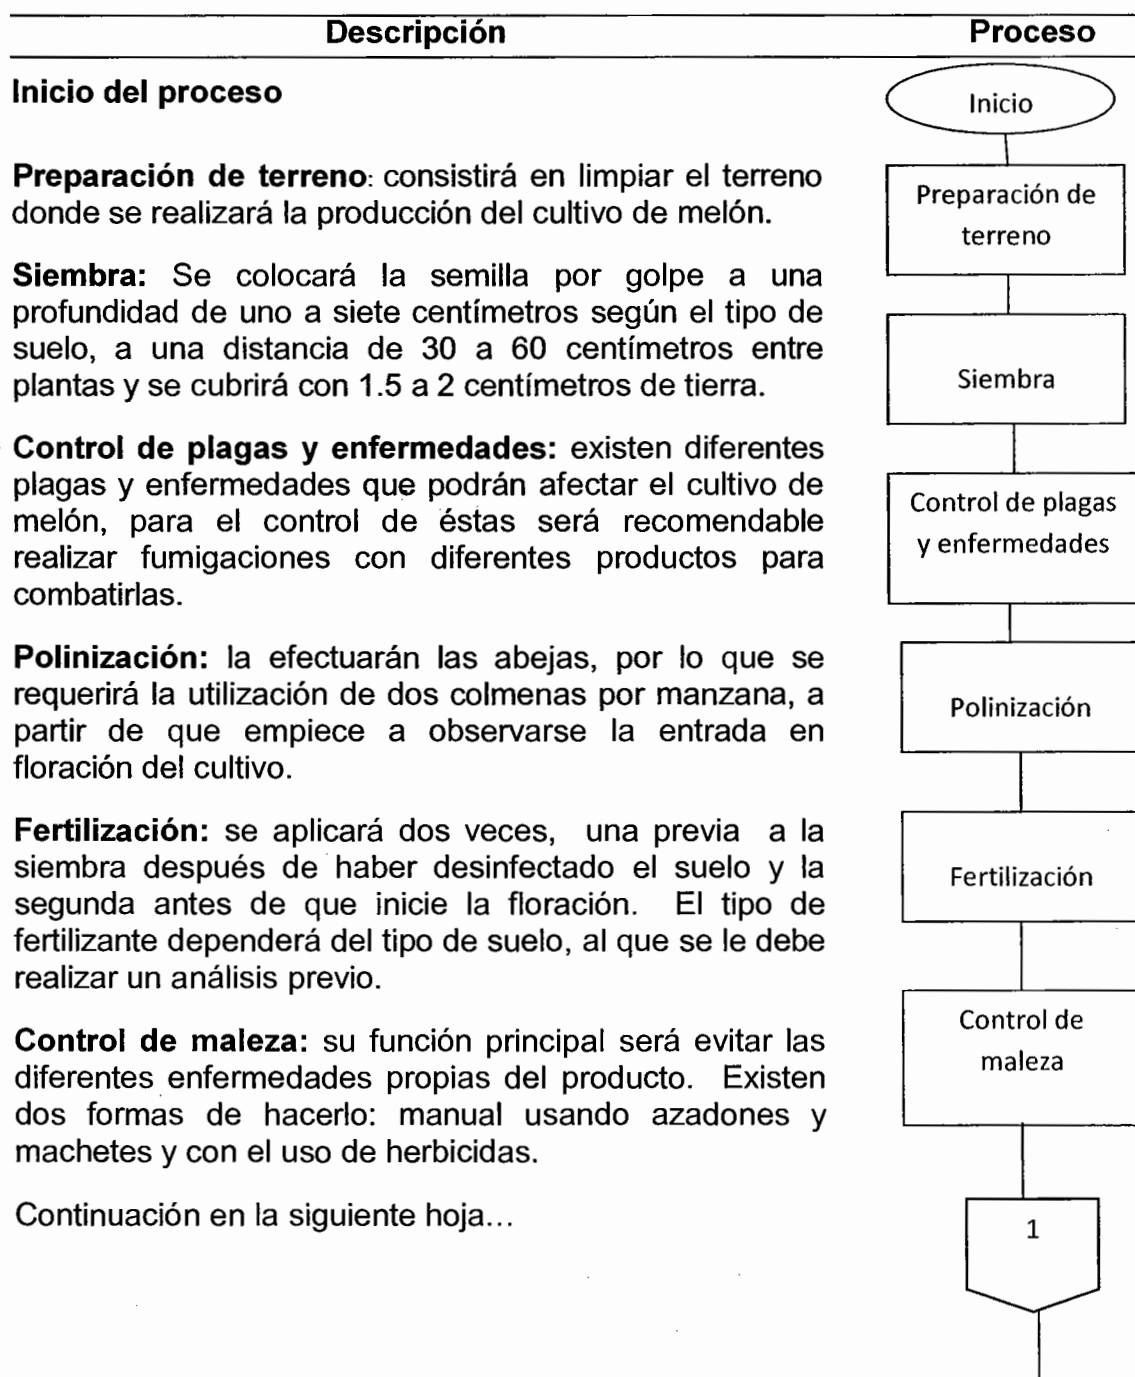 Descripción Proceso
Inicio del proceso
Inicio
Preparación de terreno: consistirá en limpiar el terreno
donde se realizará la producción del cultivo de melón.
Preparación de
terreno
Siembra: Se colocará la semilla por golpe a una
profundidad de uno a siete centímetros según el tipo de
suelo, a una distancia de 30 a 60 centímetros entre
plantas y se cubrirá con 1.5 a 2 centímetros de tierra.
Siembra
Control de plagas y enfermedades: existen diferentes
plagas y enfermedades que podrán afectar el cultivo de
melón, para el control de éstas será recomendable
realizar fumigaciones con diferentes productos para
combatirlas.
Control de plagas
y enfermedades
Polinización: la efectuarán las abejas, por lo que se
requerirá la utilización de dos colmenas por manzana, a
partir de que empiece a observarse la entrada en
floración del cultivo.
Polinización
Fertilización: se aplicará dos veces, una previa a la
siembra después de haber desinfectado el suelo y la
segunda antes de que inicie la floración. El tipo de
fertilizante dependerá del tipo de suelo, al que se le debe
realizar un análisis previo.
Fertilización
Control de maleza: su función principal será evitar las
diferentes enfermedades propias del producto. Existen
dos formas de hacerlo: manual usando azadones y
machetes y con el uso de herbicidas.
Control de
maleza
Continuación en la siguiente hoja...
1